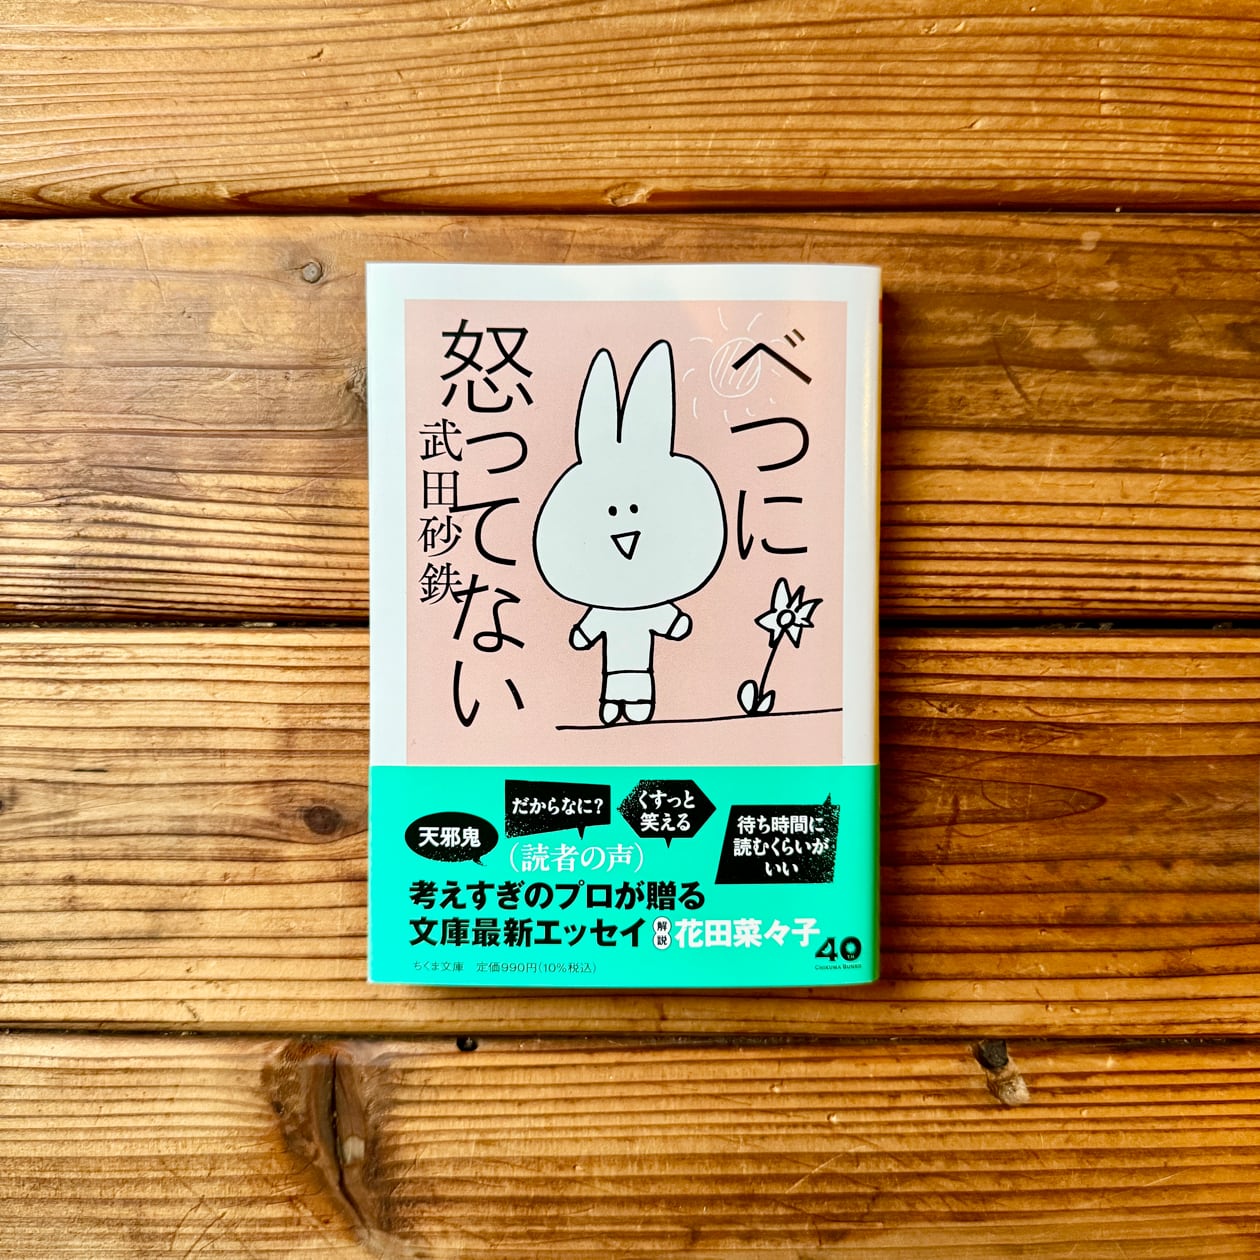 べつに
怒ってない
武田砂鉄
天邪鬼
だからなに?
くすっと
笑える
待ち時間に
読むくらいが
いい
(読者の声)
考えすぎのプロが贈る
文庫最新エッセイ 解説 花田菜々子
ちくま文庫 定価990円(10%税込)
40TH
CHIKUMA BUNKO